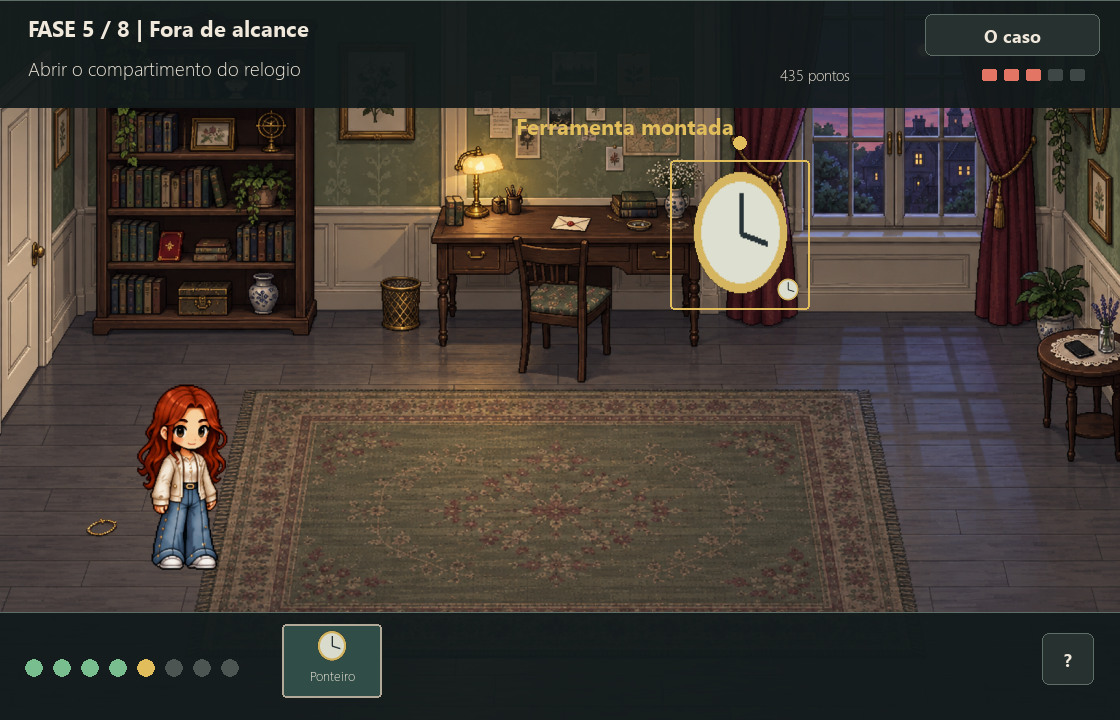 FASE 5 / 8 | Fora de alcance
Abrir o compartimento do relogio
O caso
435 pontos
Ferramenta montada
Ponteiro
?